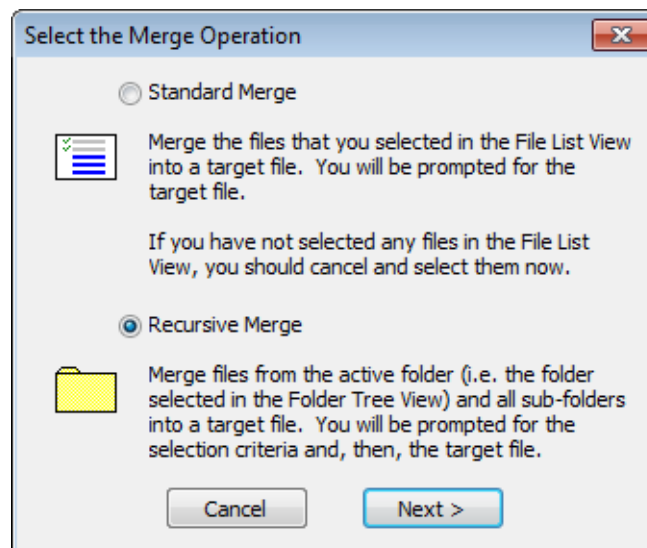 Select the Merge Operation
Standard Merge
Merge the files that you selected in the File List View
into a target file. You will be prompted for the
target file.
If you have not selected any files in the File List
View, you should cancel and select them now.
Recursive Merge
Merge files from the active folder (i.e. the folder
selected in the Folder Tree View) and all sub-folders
into a target file. You will be prompted for the
selection criteria and, then, the target file.
Cancel
Next >